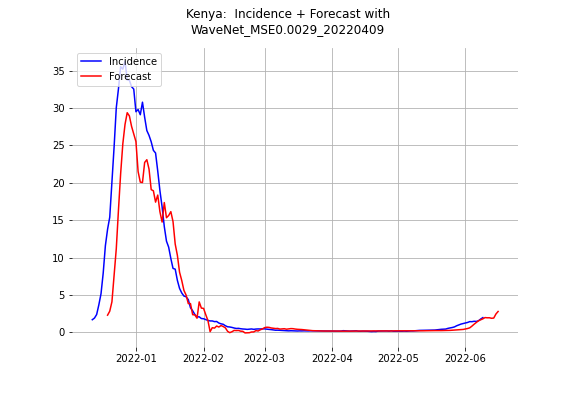 Kenya:  Incidence + Forecast with
WaveNet_MSE0.0029_20220409
Incidence
Forecast
35
30
25
20
15
10
5
0
2022-01 2022-02 2022-03 2022-04 2022-05 2022-06